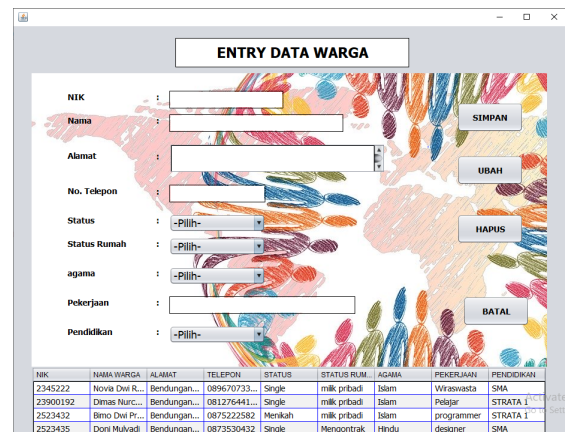 ENTRY DATA WARGA
NIK :
Nama :
Alamat :
No. Telepon :
Status : -Pilih-
Status Rumah : -Pilih-
agama : -Pilih-
Pekerjaan :
Pendidikan : -Pilih-
SIMPAN
UBAH
HAPUS
BATAL
NIK NAMA WARGA ALAMAT TELEPON STATUS STATUS RUM... AGAMA PEKERJAAN PENDIDIKAN
2345222 Novia Dwi R... Bendungan... 089670733... Single milik pribadi Islam Wiraswasta SMA
23900192 Dimas Nurc... Bendungan... 081276441... Single milik pribadi Islam Pelajar STRATA 1
2523432 Bimo Dwi Pr... Bendungan... 0875222582 Menikah milik pribadi Islam programmer STRATA 1
2523435 Doni Mulyadi Bendungan... 0873530432 Single Mengontrak Hindu designer SMA
Activate
Go to Sett